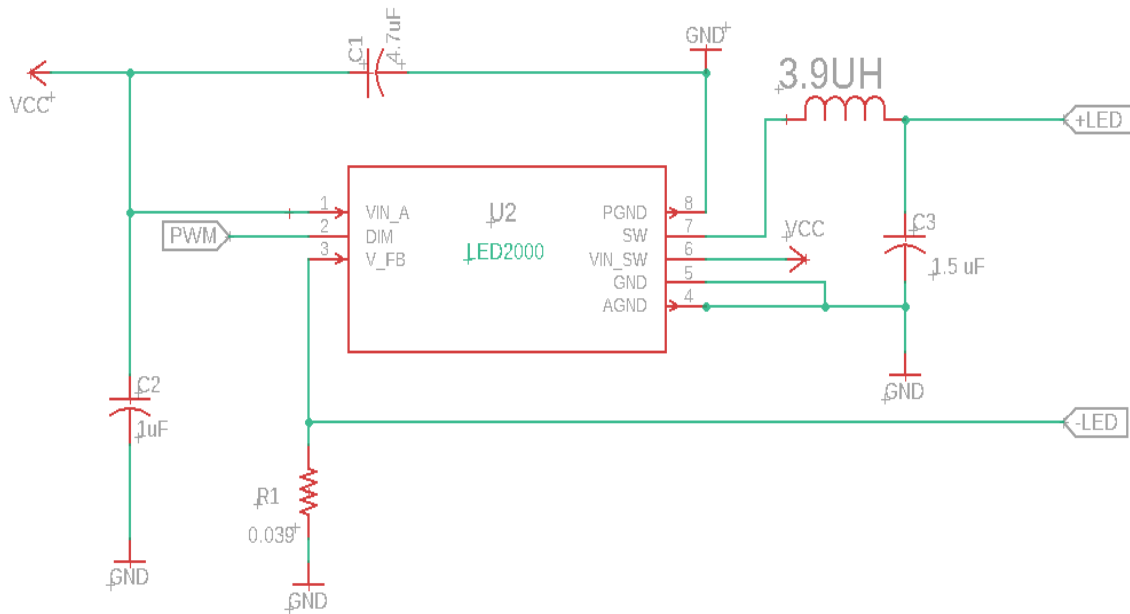 C1
4.7uF
GND
VCC
3.9UH
+LED
1
VIN_A
U2
PGND
8
PWM
2
DIM
SW
7
VCC
C3
3
V_FB
LED2000
VIN_SW
6
1.5 uF
GND
5
AGND
4
C2
1uF
GND
-LED
R1
0.039
GND
GND